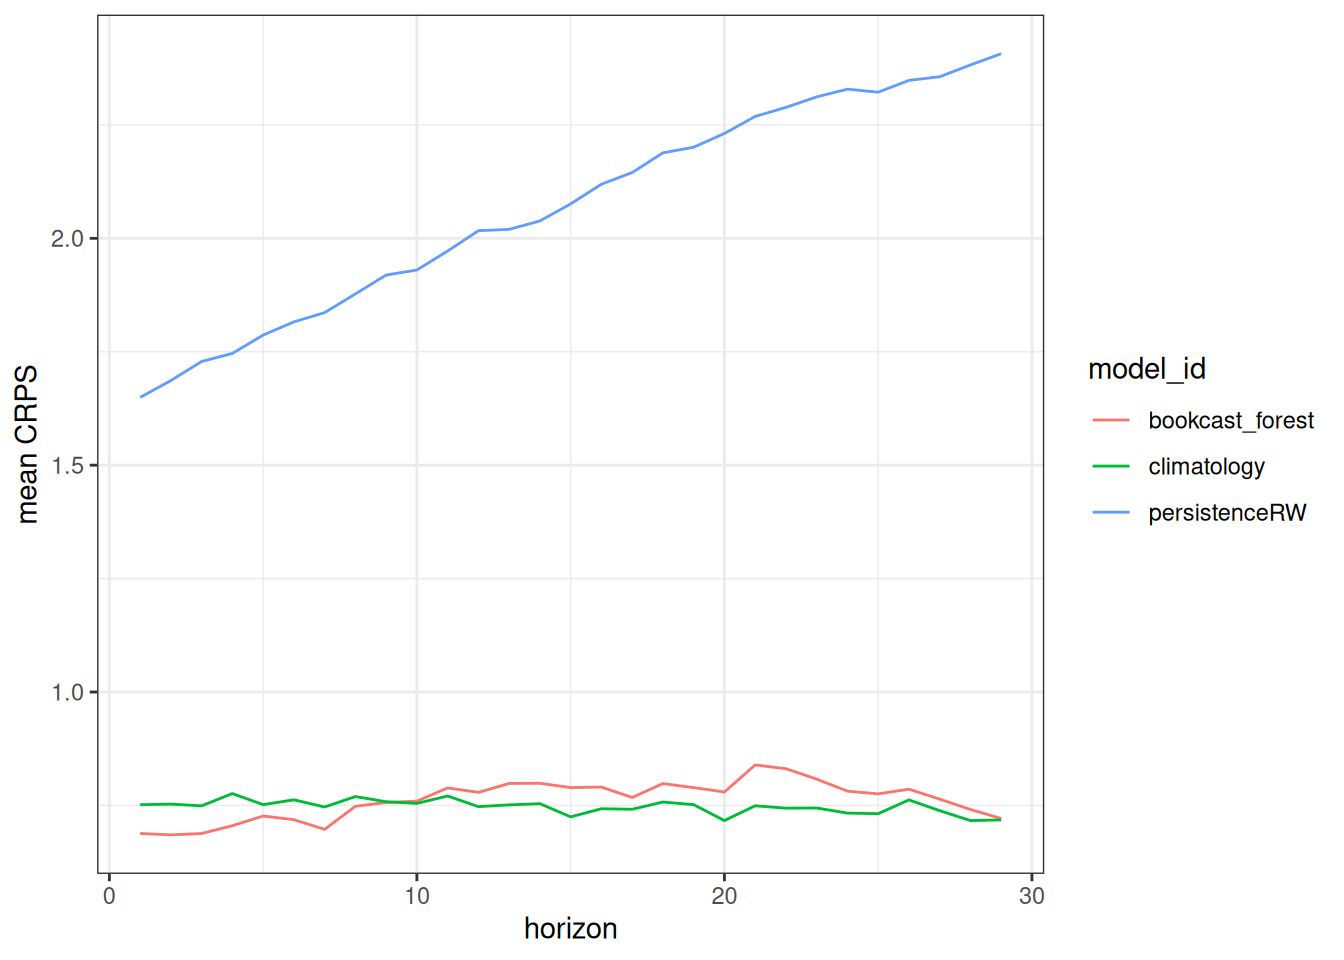 2.0
1.5
1.0
mean CRPS
0 10 20 30
horizon
model_id
bookcast_forest
climatology
persistenceRW